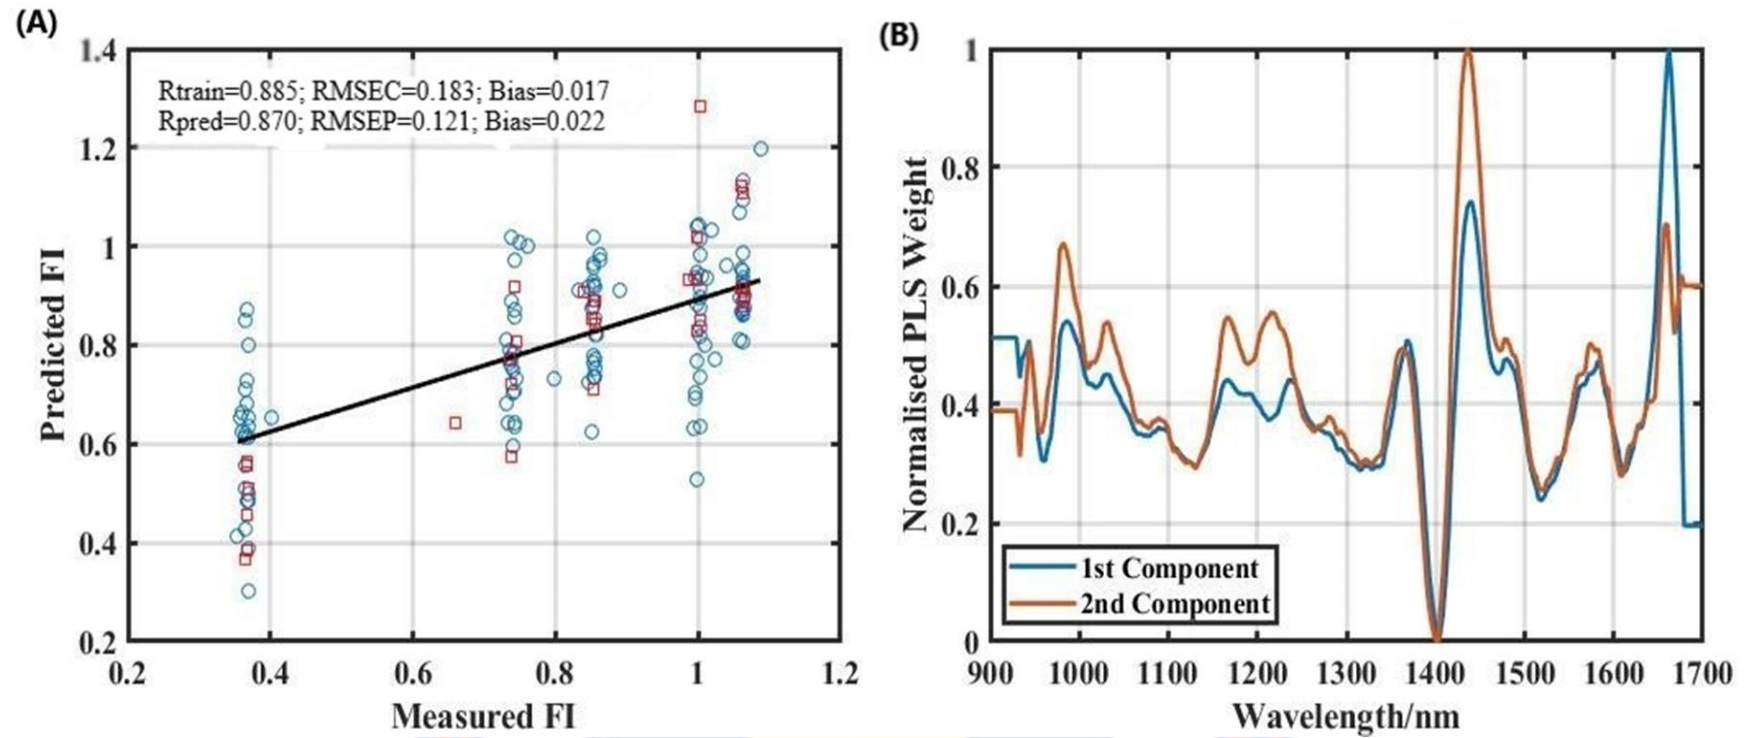 (A)
1.4
1.2
1
0.8
0.6
0.4
0.2
Rtrain=0.885; RMSEC=0.183; Bias=0.017
Rpred=0.870; RMSEP=0.121; Bias=0.022
Predicted FI
0.2 0.4 0.6 0.8 1 1.2
Measured FI
(B)
1
0.8
0.6
0.4
0.2
0
Normalised PLS Weight
1st Component
2nd Component
900 1000 1100 1200 1300 1400 1500 1600 1700
Wavelength/nm